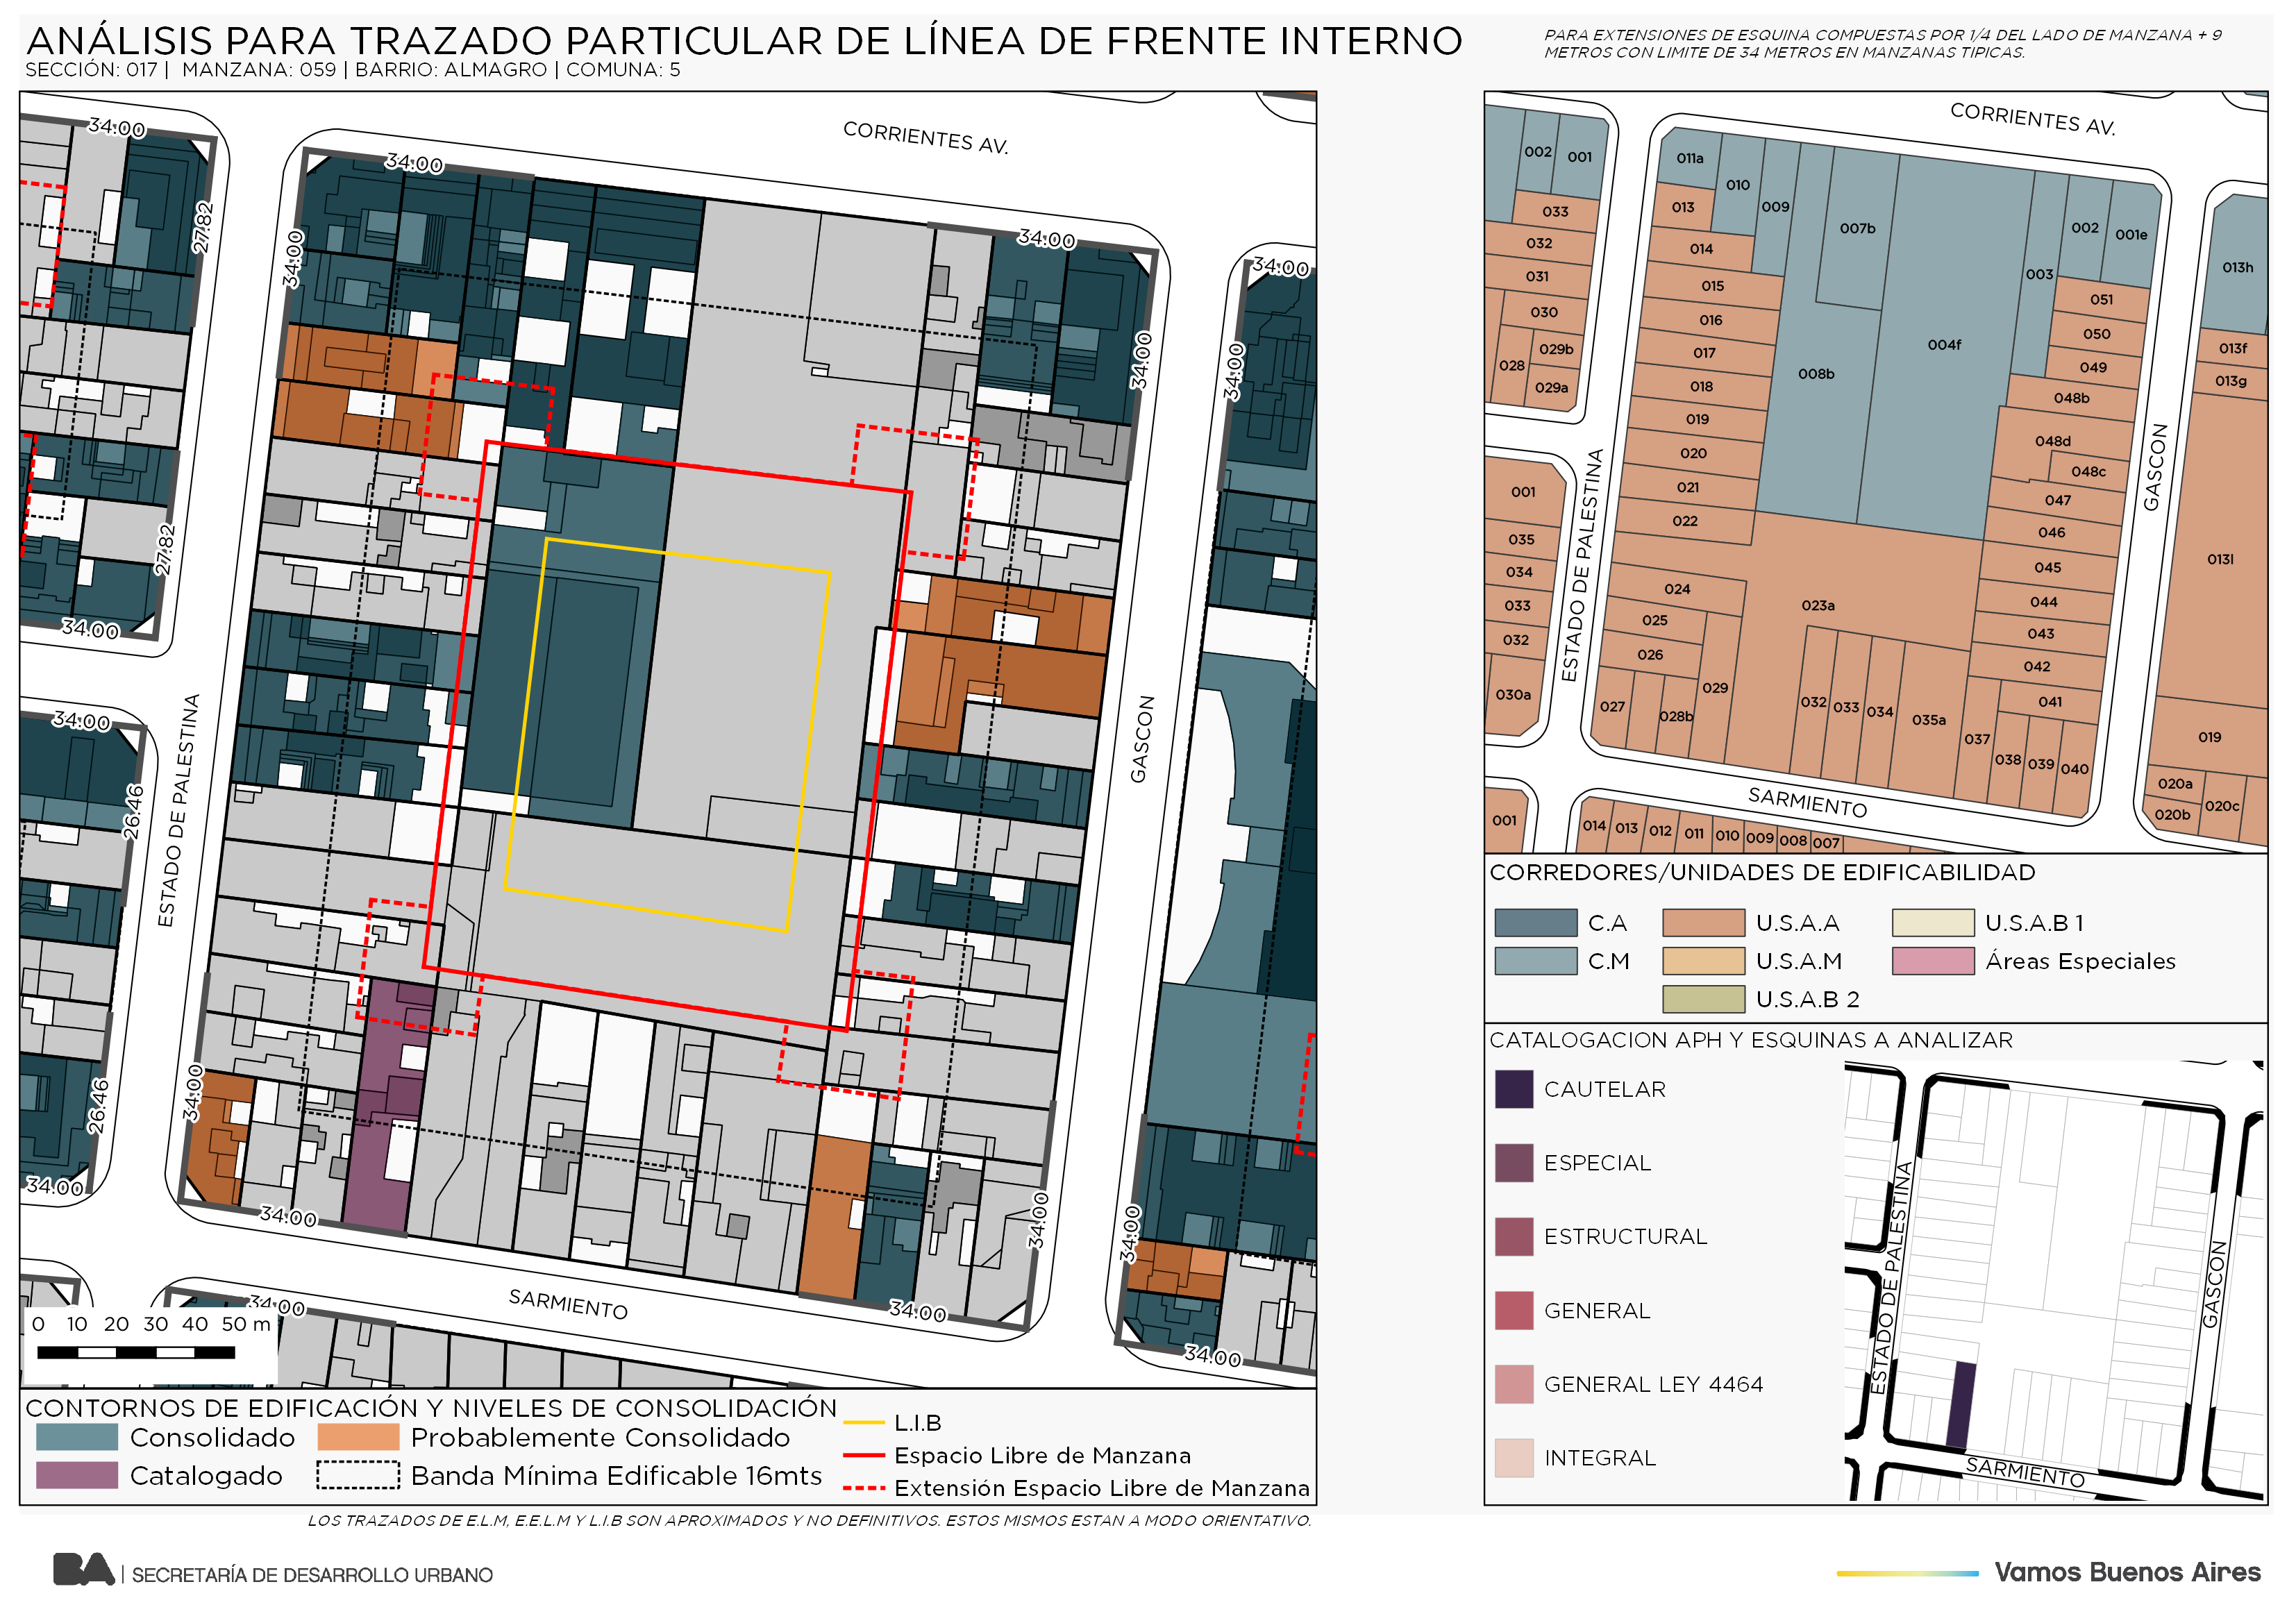 ANÁLISIS PARA TRAZADO PARTICULAR DE LÍNEA DE FRENTE INTERNO
SECCIÓN: 017 | MANZANA: 059 | BARRIO: ALMAGRO | COMUNA: 5
PARA EXTENSIONES DE ESQUINA COMPUESTAS POR 1/4 DEL LADO DE MANZANA + 9
METROS CON LIMITE DE 34 METROS EN MANZANAS TIPICAS.
34.00
CORRIENTES AV.
34.00
27.82
34.00
34.00
34.00
34.00
34.00
27.82
34.00
34.00
ESTADO DE PALESTINA
GASCON
26.46
26.46
34.00
34.00
34.00
34.00
34.00
34.00
34.00
34.00
SARMIENTO
34.00
0 10 20 30 40 50 m
CONTORNOS DE EDIFICACIÓN Y NIVELES DE CONSOLIDACIÓN
Consolidado
Probablemente Consolidado
Catalogado
Banda Mínima Edificable 16mts
L.I.B
Espacio Libre de Manzana
Extensión Espacio Libre de Manzana
LOS TRAZADOS DE E.L.M, E.E.L.M Y L.I.B SON APROXIMADOS Y NO DEFINITIVOS. ESTOS MISMOS ESTAN A MODO ORIENTATIVO.
CORRIENTES AV.
002
001
033
032
031
030
029b
028
029a
001
035
034
033
032
030a
001
011a
010
009
007b
013
014
015
016
017
018
019
020
021
022
008b
004f
003
002
001e
051
050
049
048b
048d
048c
047
046
045
044
043
042
041
024
025
026
023a
027
028b
029
032
033
034
035a
037
038
039
040
013h
013f
013g
013l
019
020a
020b
020c
014
013
012
011
010
009
008
007
ESTADO DE PALESTINA
GASCON
SARMIENTO
CORREDORES/UNIDADES DE EDIFICABILIDAD
C.A
U.S.A.A
U.S.A.B 1
C.M
U.S.A.M
Áreas Especiales
U.S.A.B 2
CATALOGACION APH Y ESQUINAS A ANALIZAR
CAUTELAR
ESPECIAL
ESTRUCTURAL
GENERAL
GENERAL LEY 4464
INTEGRAL
ESTADO DE PALESTINA
GASCON
SARMIENTO
BA | SECRETARÍA DE DESARROLLO URBANO
Vamos Buenos Aires